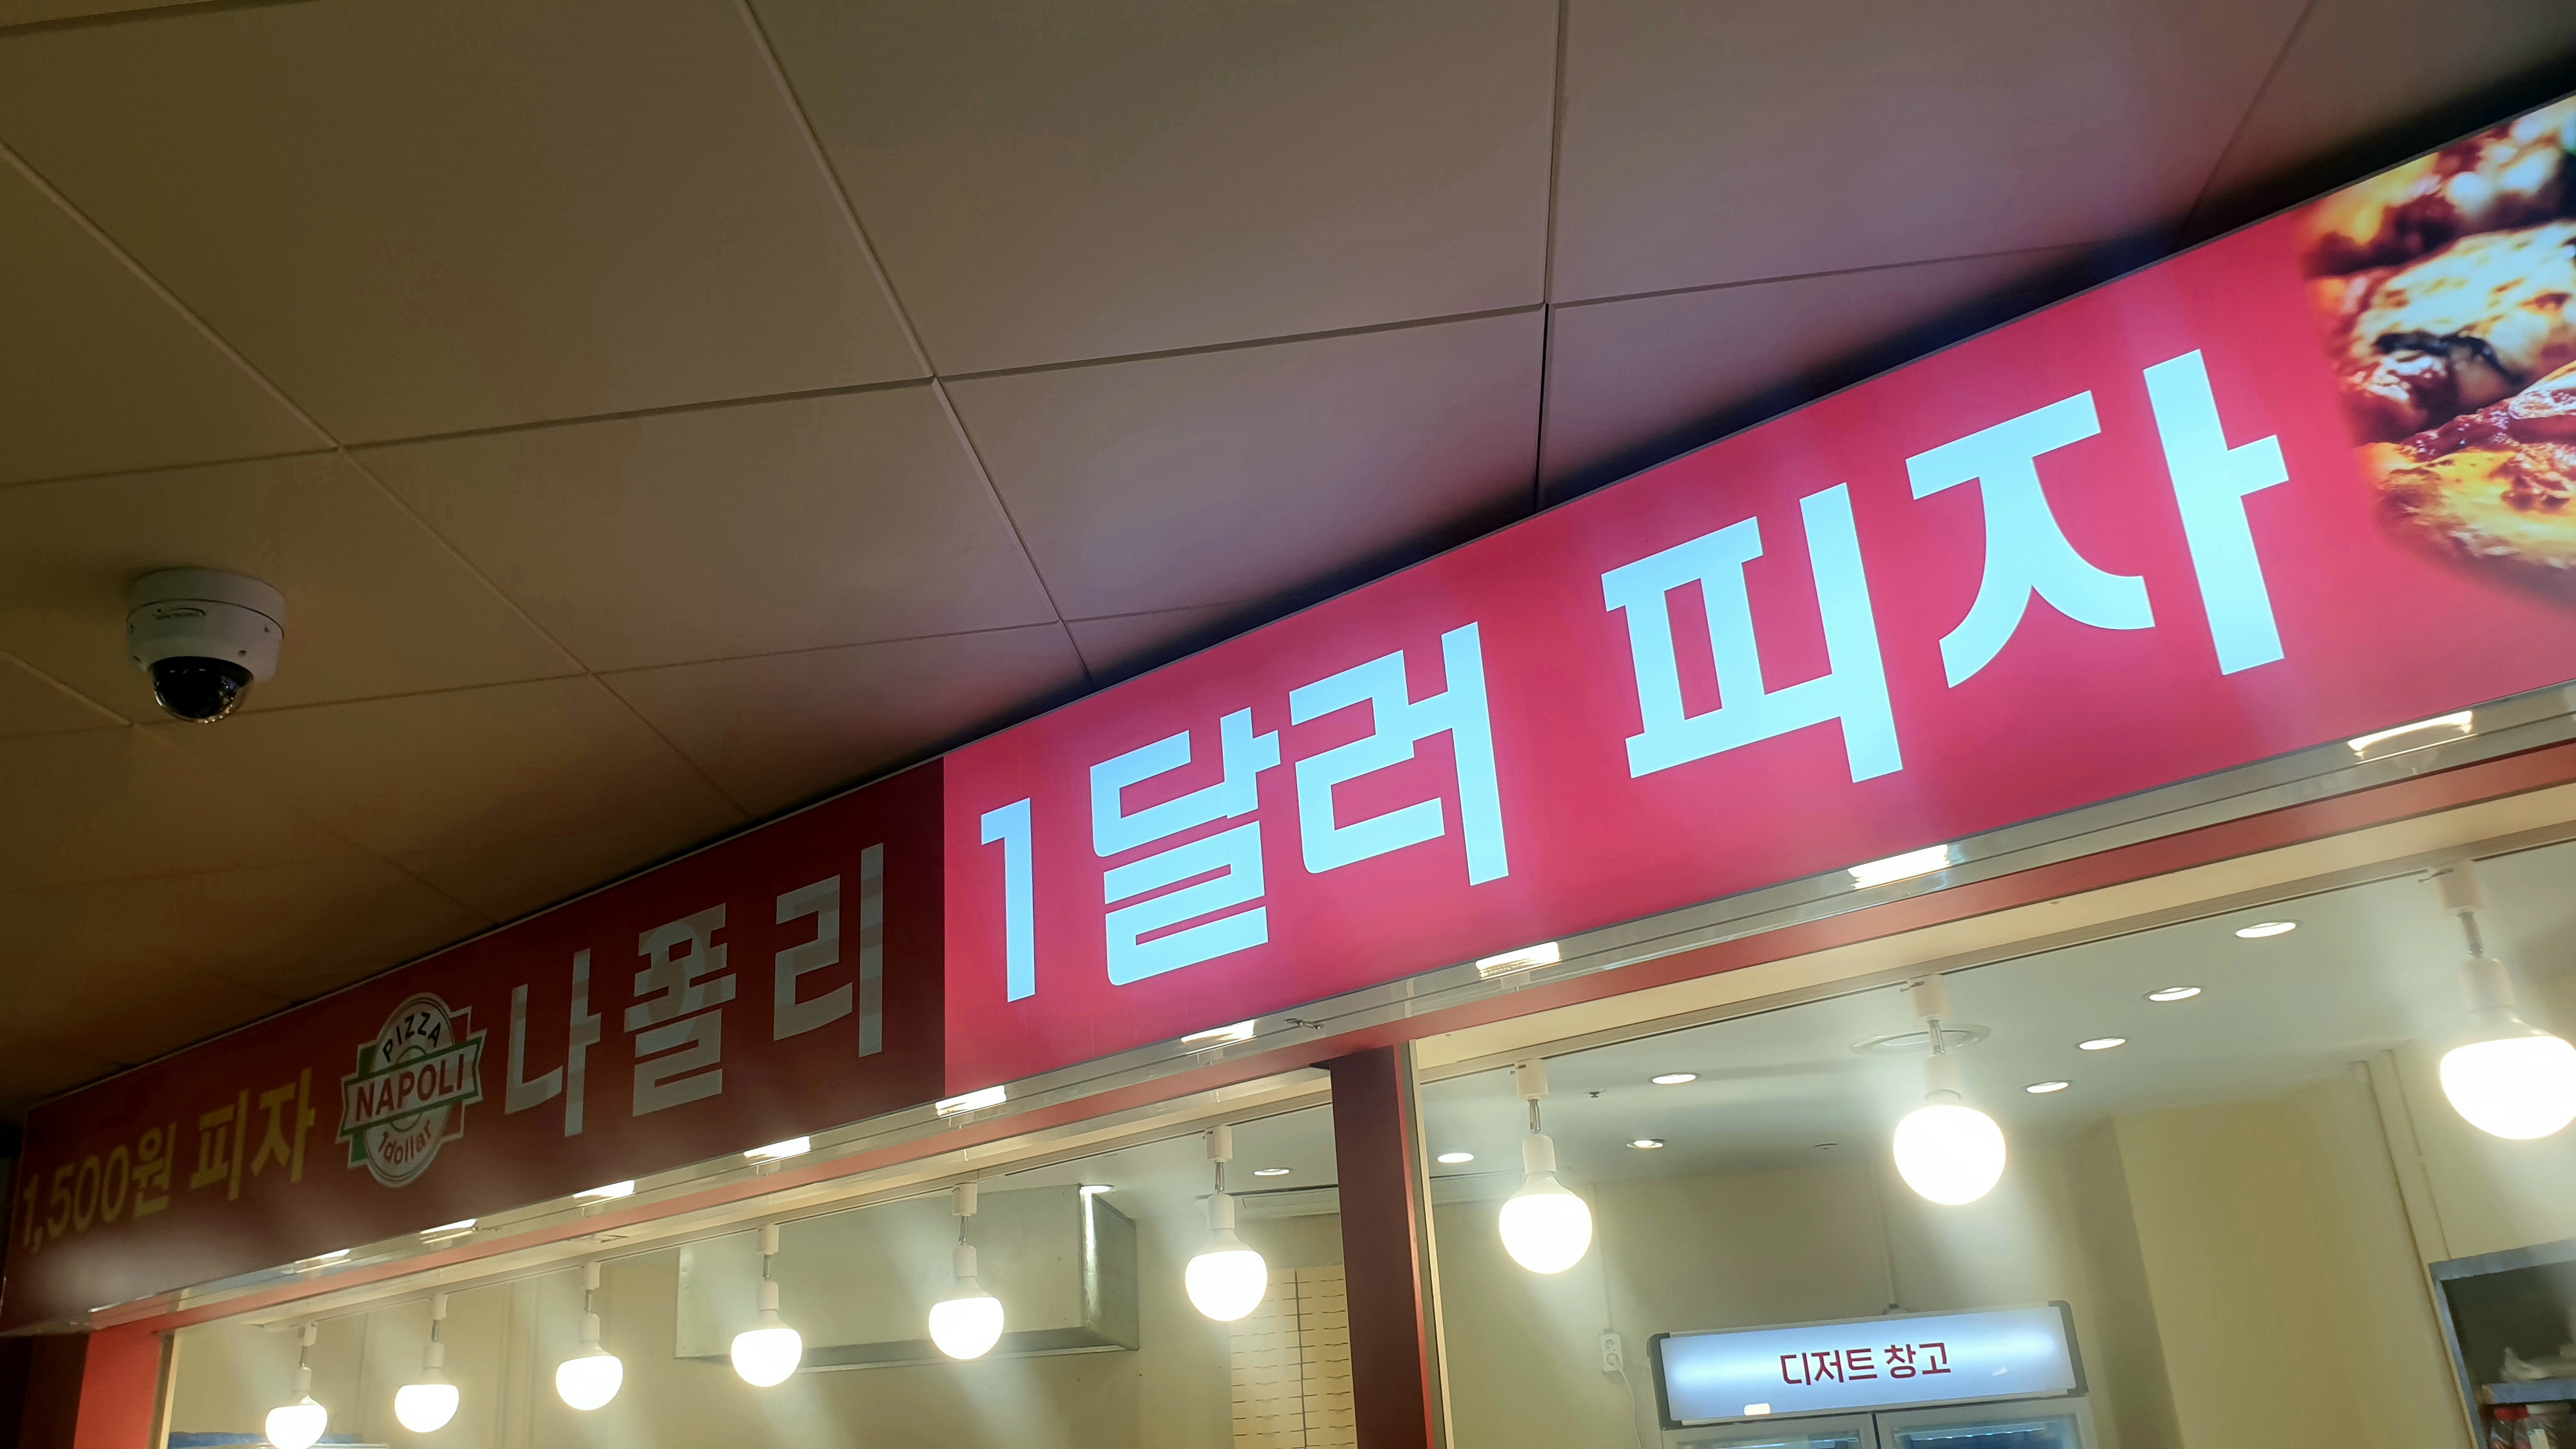 1,500원 피자
PIZZA
NAPOLI
1dollar
나폴리
1달러 피자
디저트 창고